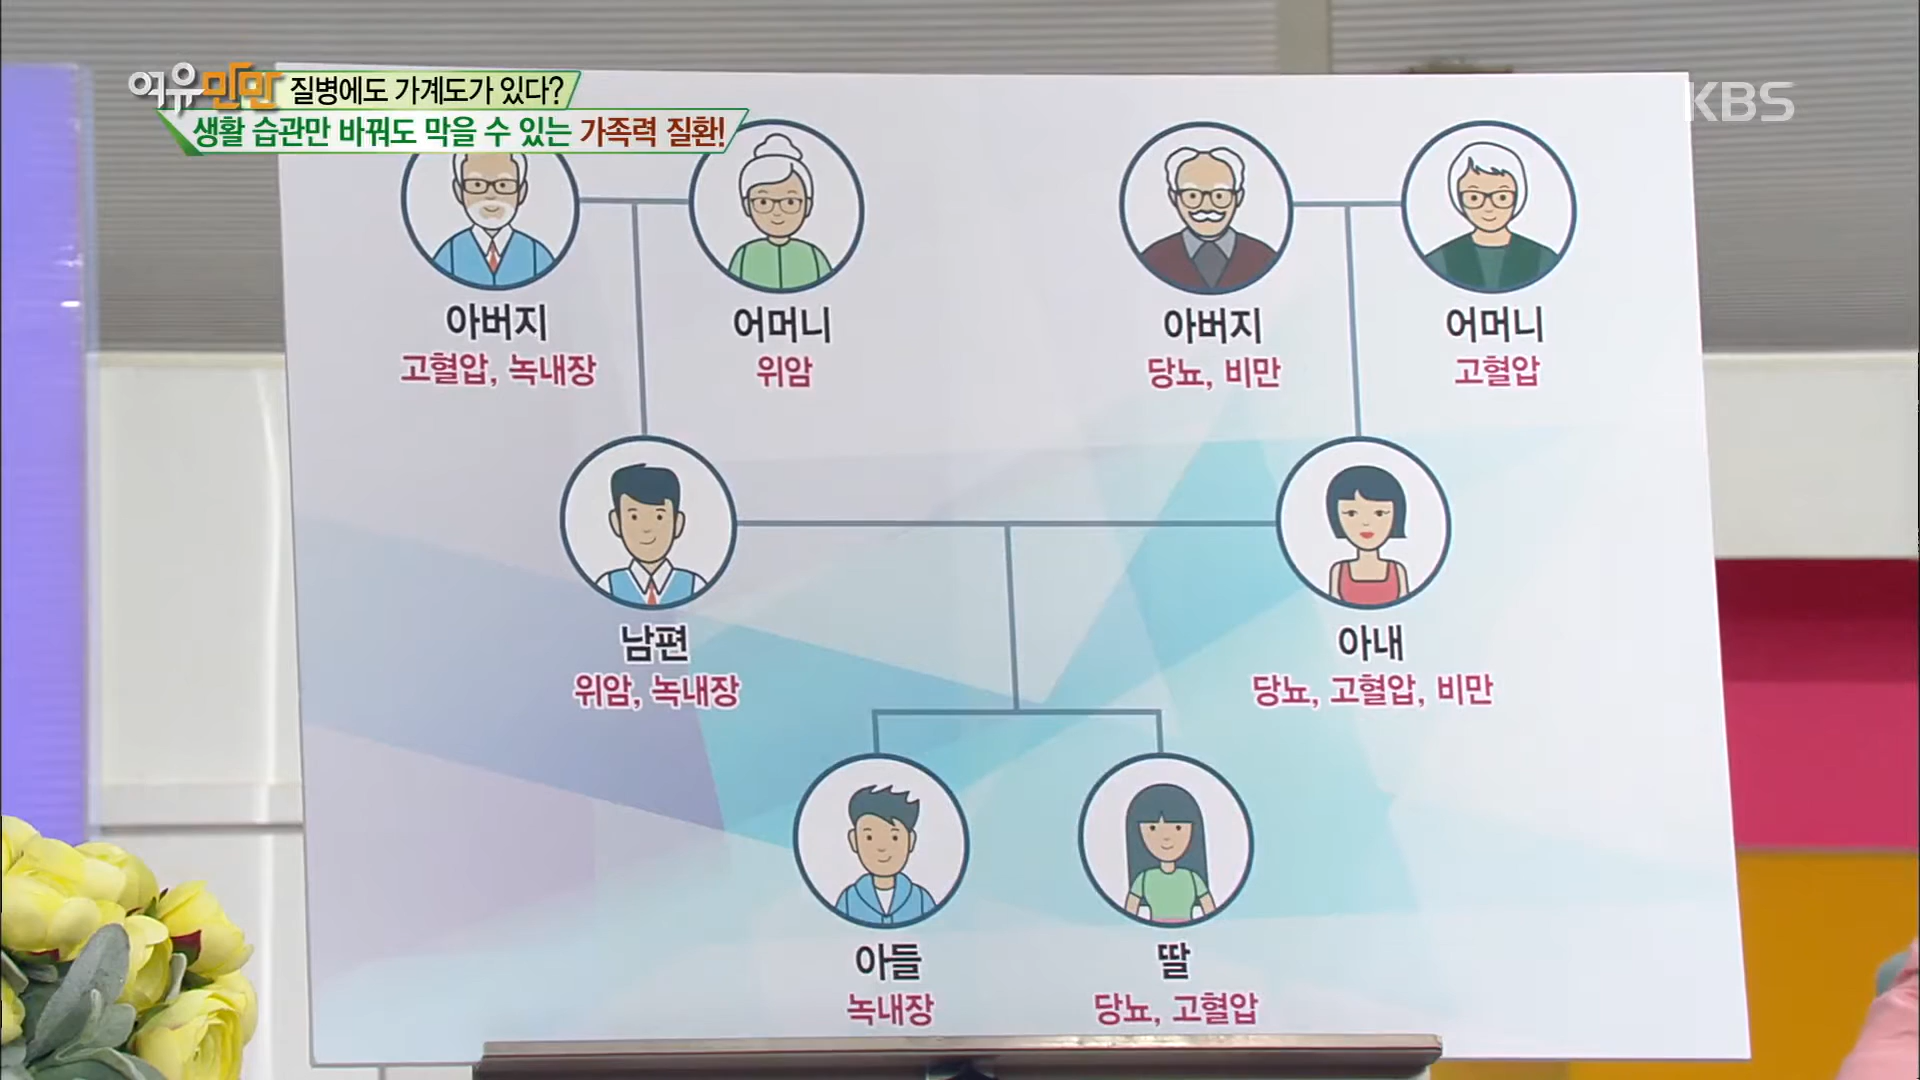 여유만만 질병에도 가계도가 있다?
KBS
생활 습관만 바꿔도 막을 수 있는 가족력 질환!
아버지 어머니 아버지 어머니
고혈압, 녹내장 위암 당뇨, 비만 고혈압
남편 아내
위암, 녹내장 당뇨, 고혈압, 비만
아들 딸
녹내장 당뇨, 고혈압